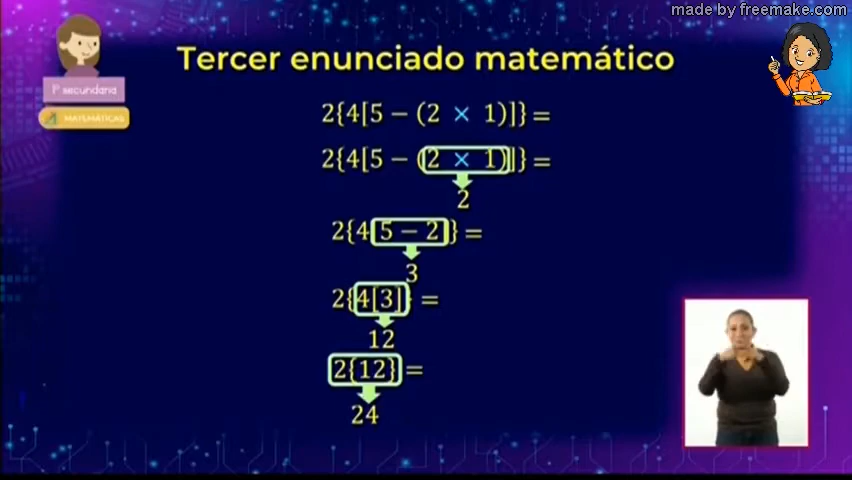 made by freemake.com
Tercer enunciado matemático
1° secundaria
MATEMÁTICAS
2{4[5 − (2 × 1)]} =
2{4[5 − (2 × 1)]} =
2
2{4[5 − 2]} =
3
2{4[3]} =
12
2{12} =
24